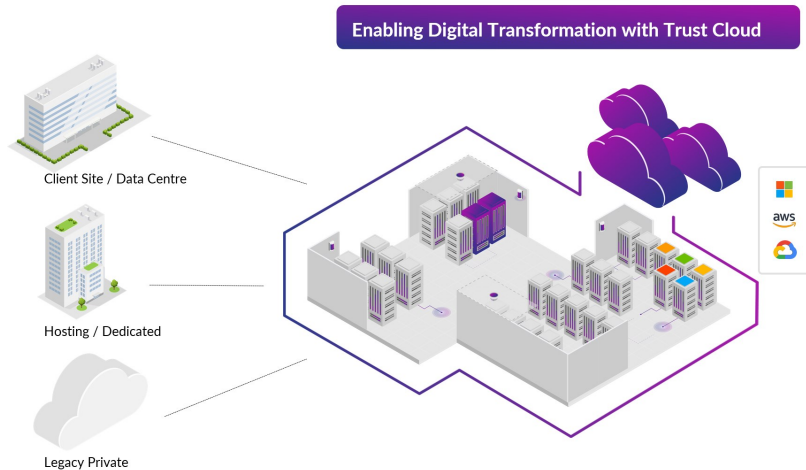 Enabling Digital Transformation with Trust Cloud
Client Site / Data Centre
aws
Hosting / Dedicated
Legacy Private